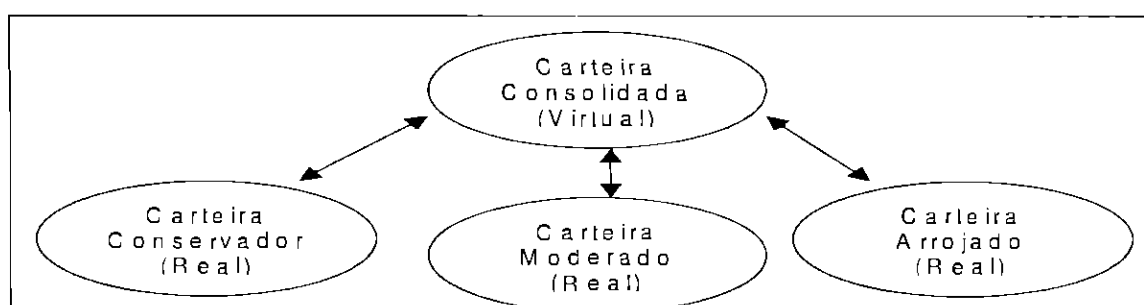 Carteira
Consolidada
(Virtual)
Carteira
Conservador
(Real)
Carteira
Moderado
(Real)
Carteira
Arrojado
(Real)